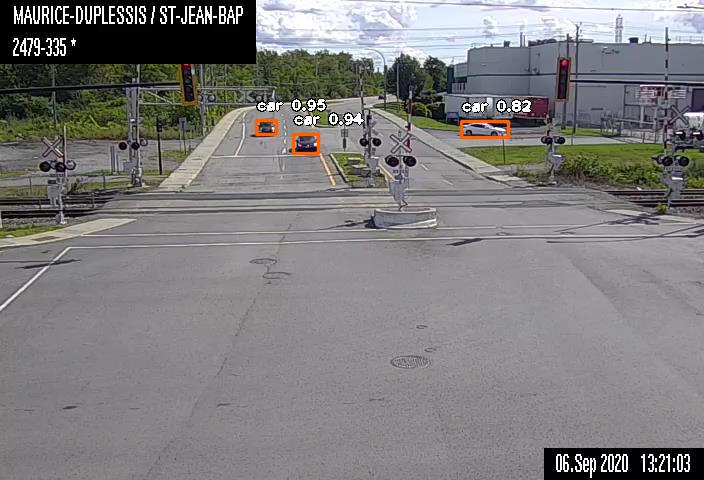 MAURICE-DUPLESSIS / ST-JEAN-BAP
2479-335 *
car 0.95
car 0.94
car 0.82
06.Sep 2020 13:21:03